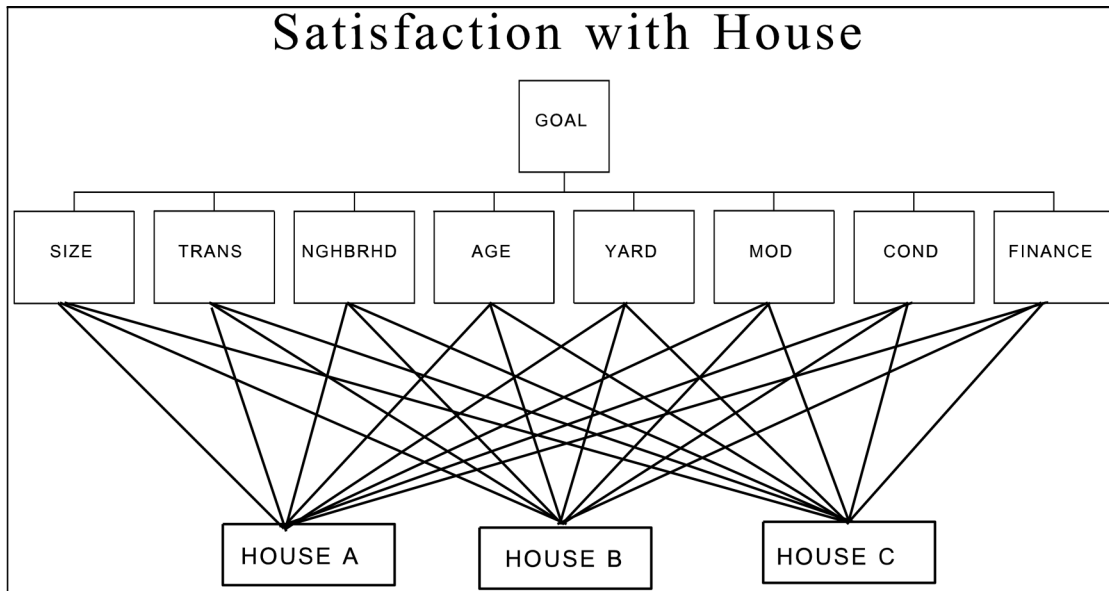 Satisfaction with House
GOAL
SIZE TRANS NGHBRHD AGE YARD MOD COND FINANCE
HOUSE A HOUSE B HOUSE C